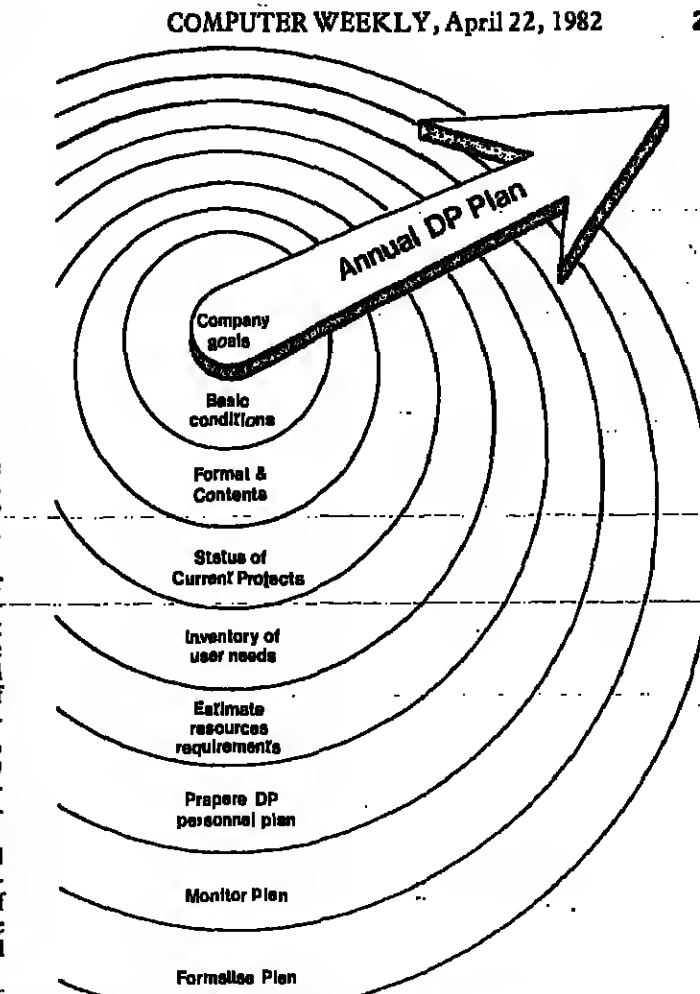 COMPUTER WEEKLY, April 22, 1982
Annual DP Plan
Company
goals
Basic
conditions
Formal &
Contents
Status of
Current Projects
Inventory of
user needs
Estimate
resources
requirements
Prepare DP
personnel plan
Monitor Plan
Formalise Plan